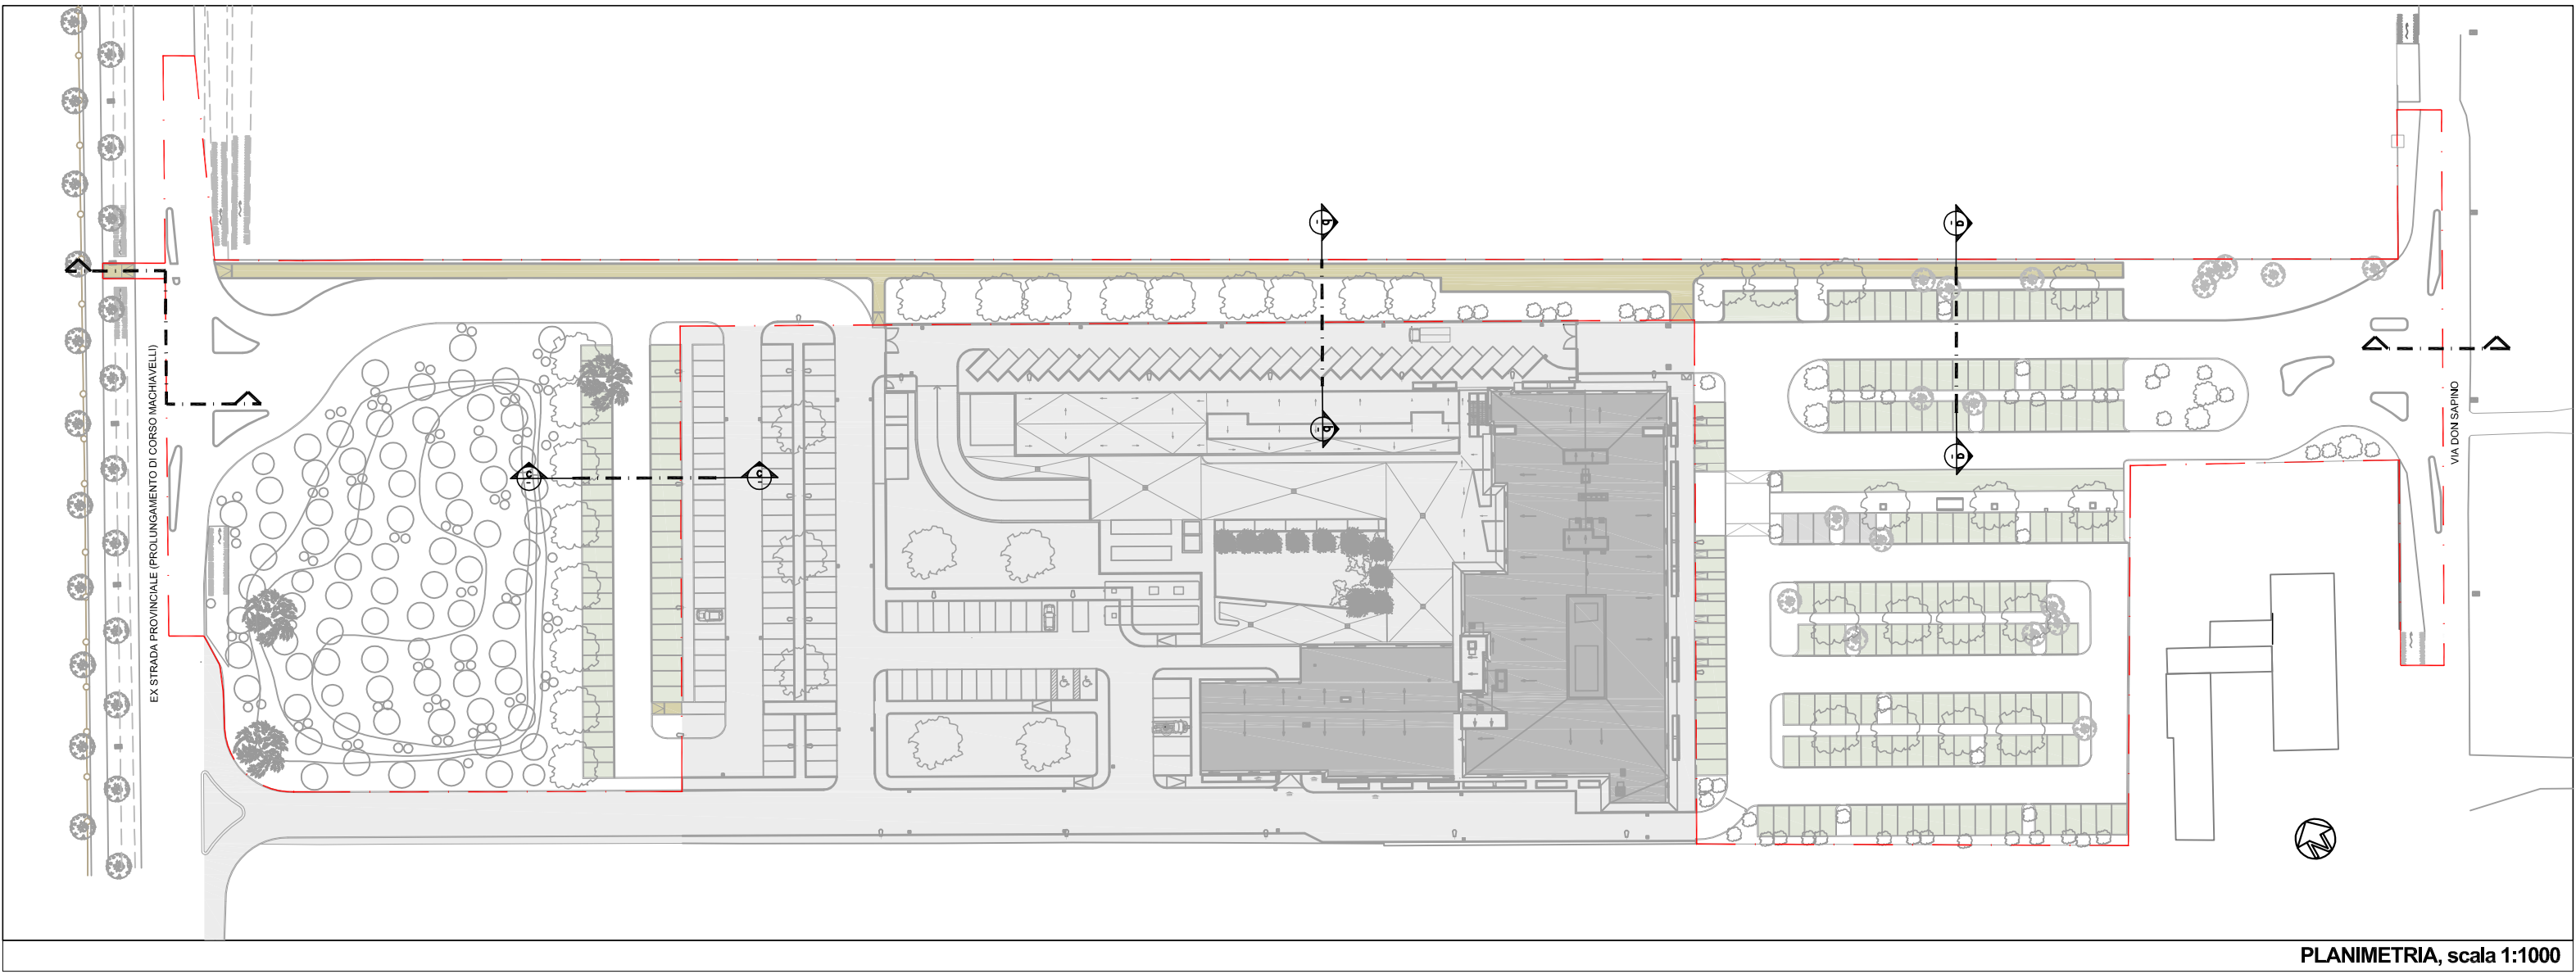 EX STRADA PROVINCIALE (PROLUNGAMENTO DI CORSO MACHIAVELLI)
b
b
D
D
c
c
VIA DON SAPINO
N
PLANIMETRIA, scala 1:1000